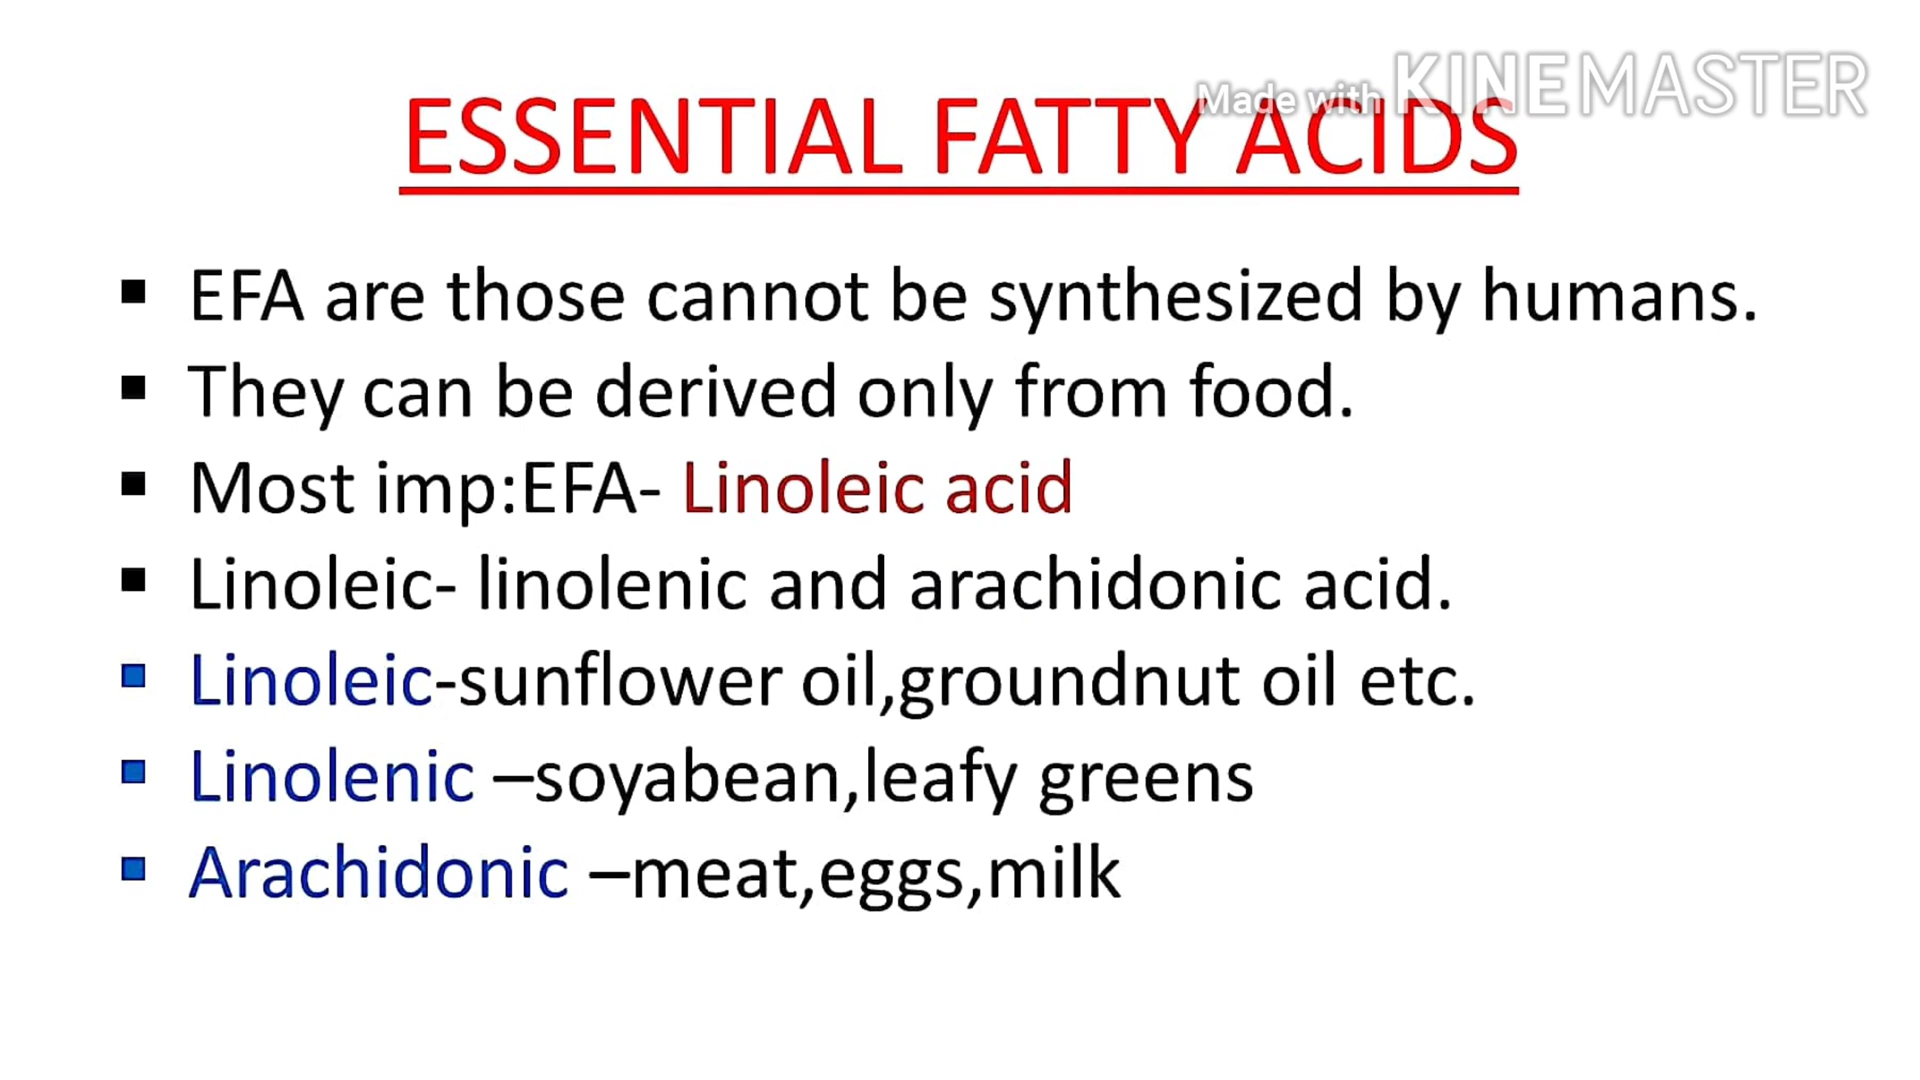 Made with KINEMASTER
ESSENTIAL FATTY ACIDS
▪ EFA are those cannot be synthesized by humans.
▪ They can be derived only from food.
▪ Most imp:EFA- Linoleic acid
▪ Linoleic- linolenic and arachidonic acid.
▪ Linoleic-sunflower oil,groundnut oil etc.
▪ Linolenic –soyabean,leafy greens
▪ Arachidonic –meat,eggs,milk